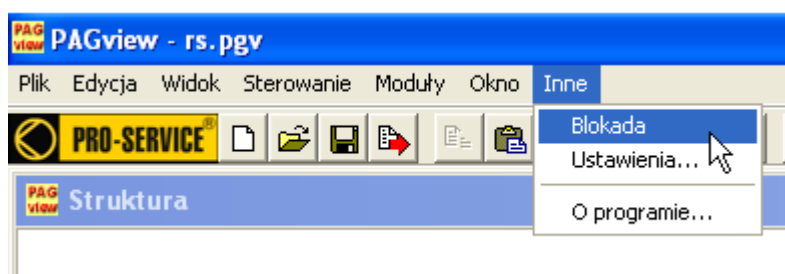 PAG view PAGview - rs.pgv
Plik Edycja Widok Sterowanie Moduły Okno Inne
PRO-SERVICE®
Blokada
Ustawienia...
O programie...
PAG view Struktura